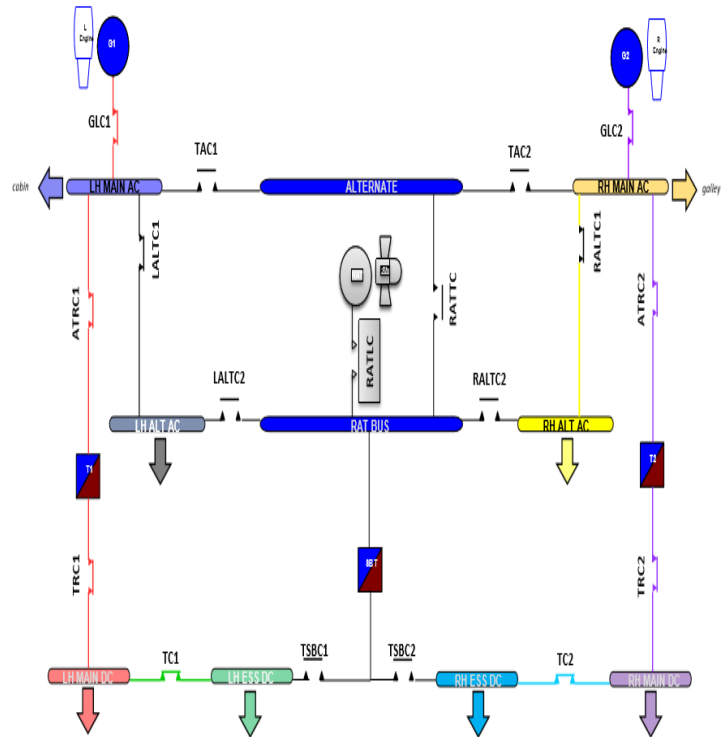 L
Engine
G1
G2
R
Engine
GLC1
GLC2
TAC1
TAC2
cabin
LH MAIN AC
ALTERNATE
RH MAIN AC
galley
LALTC1
RALTC1
ATRC1
RATTC
ATRC2
RATLC
LALTC2
RALTC2
LH ALT AC
RAT BUS
RH ALT AC
T1
T2
TRC1
TRC2
TC1
TSBC1
TSBC2
TC2
LH MAIN DC
LH ESS DC
RH ESS DC
RH MAIN DC